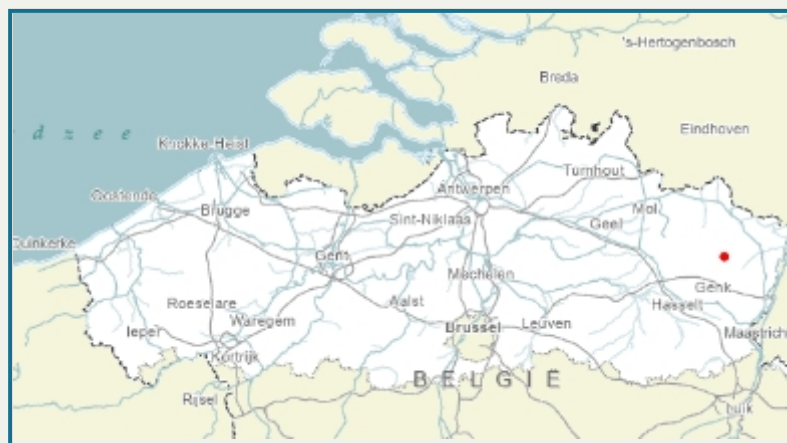 's-Hertogenbosch
Breda
d z e e
Knokke-Heist
Eindhoven
Turnhout
Antwerpen
Oostende
Brugge
Mol
Sint-Niklaas
Geel
Duinkerke
Gent
Mechelen
Genk
Roeselare
Aalst
Hasselt
Ieper
Waregem
Brussel
Leuven
Maastrich
Kortrijk
BELGIË
Rijsel
Luik